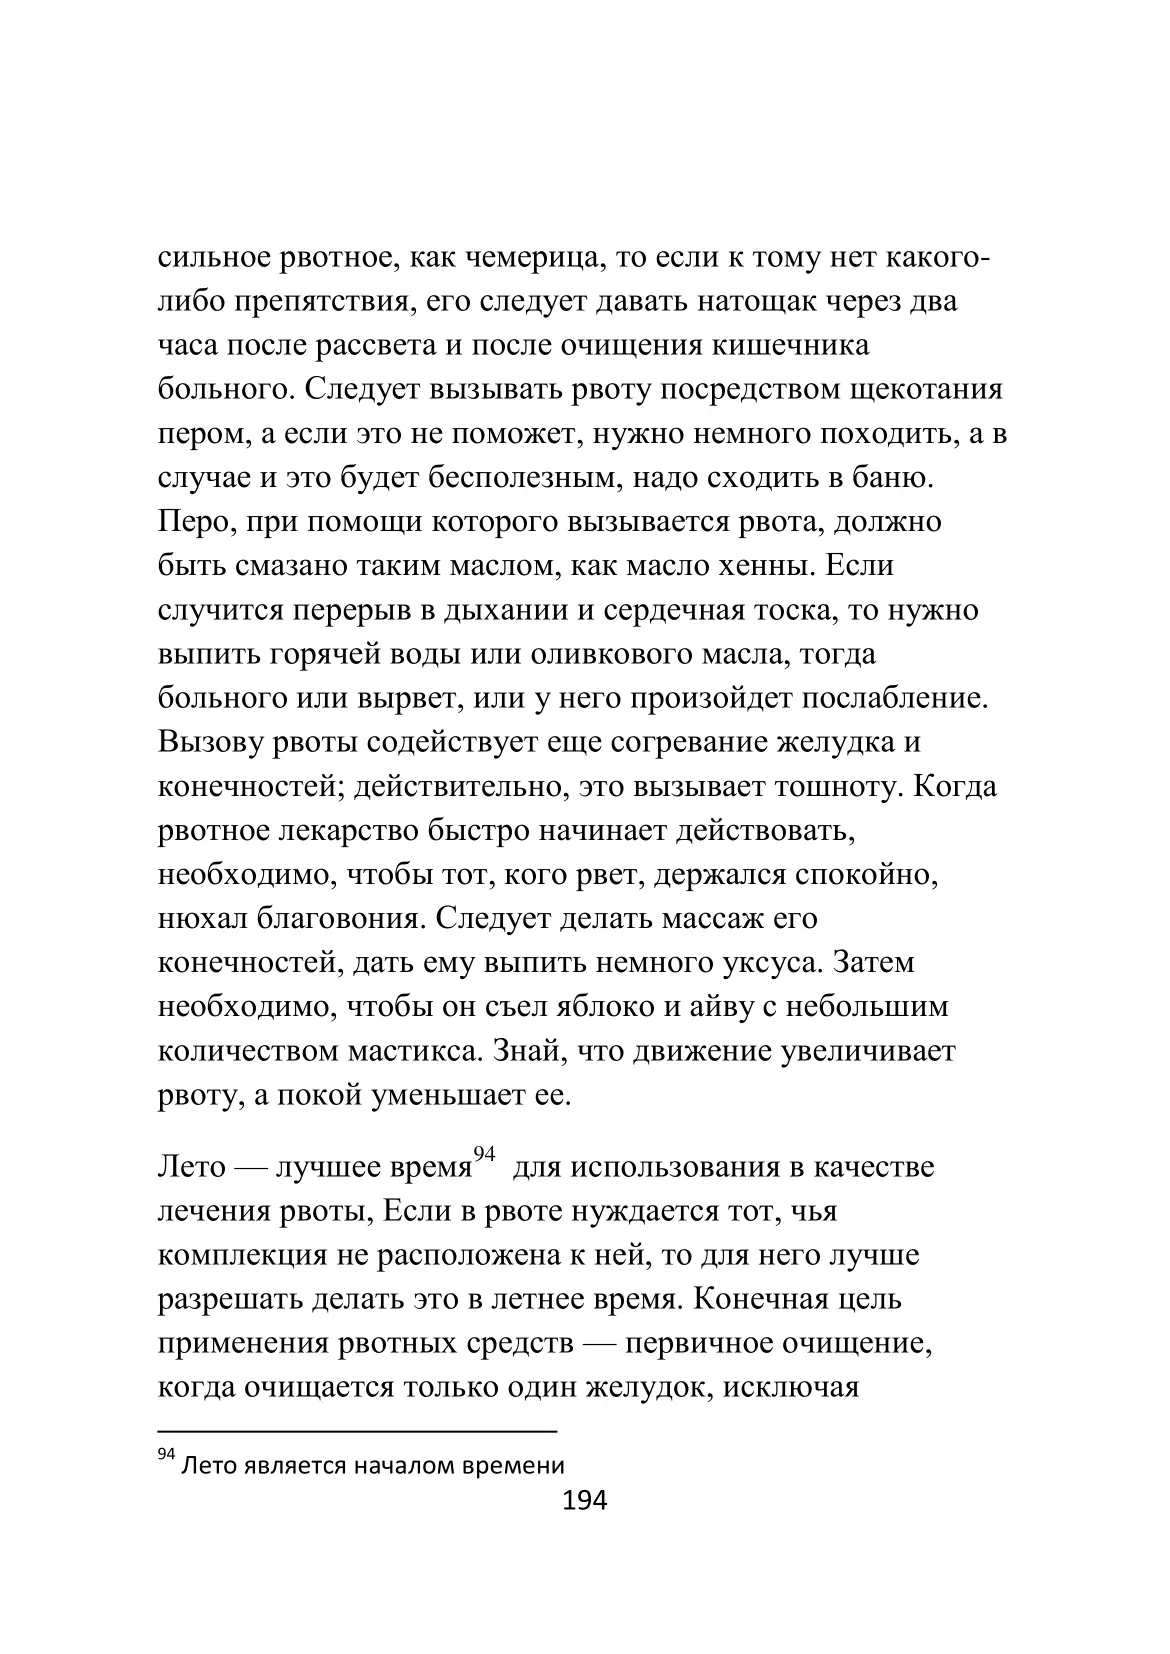 сильное рвотное, как чемерица, то если к тому нет какого-
либо препятствия, его следует давать натощак через два
часа после рассвета и после очищения кишечника
больного. Следует вызывать рвоту посредством щекотания
пером, а если это не поможет, нужно немного походить, а в
случае и это будет бесполезным, надо сходить в баню.
Перо, при помощи которого вызывается рвота, должно
быть смазано таким маслом, как масло хенны. Если
случится перерыв в дыхании и сердечная тоска, то нужно
выпить горячей воды или оливкового масла, тогда
больного или вырвет, или у него произойдет послабление.
Вызову рвоты содействует еще согревание желудка и
конечностей; действительно, это вызывает тошноту. Когда
рвотное лекарство быстро начинает действовать,
необходимо, чтобы тот, кого рвет, держался спокойно,
нюхал благовония. Следует делать массаж его
конечностей, дать ему выпить немного уксуса. Затем
необходимо, чтобы он съел яблоко и айву с небольшим
количеством мастикса. Знай, что движение увеличивает
рвоту, а покой уменьшает ее.
Лето — лучшее время94 для использования в качестве
лечения рвоты, Если в рвоте нуждается тот, чья
комплекция не расположена к ней, то для него лучше
разрешать делать это в летнее время. Конечная цель
применения рвотных средств — первичное очищение,
когда очищается только один желудок, исключая
94 Лето является началом времени
194